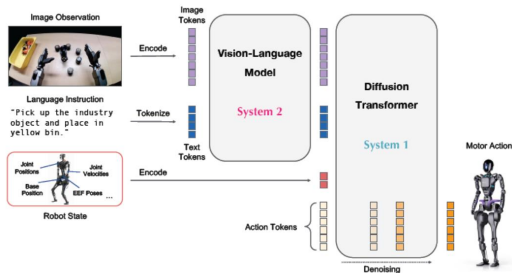 Image Observation
Encode
Image
Tokens
Vision-Language
Model
System 2
Language Instruction
"Pick up the industry
object and place in
yellow bin."
Tokenize
Text
Tokens
Diffusion
Transformer
System 1
Joint
Positions
Joint
Velocities
Base
Position
EEF Poses
...
Robot State
Encode
Action Tokens
Denoising
Motor Action